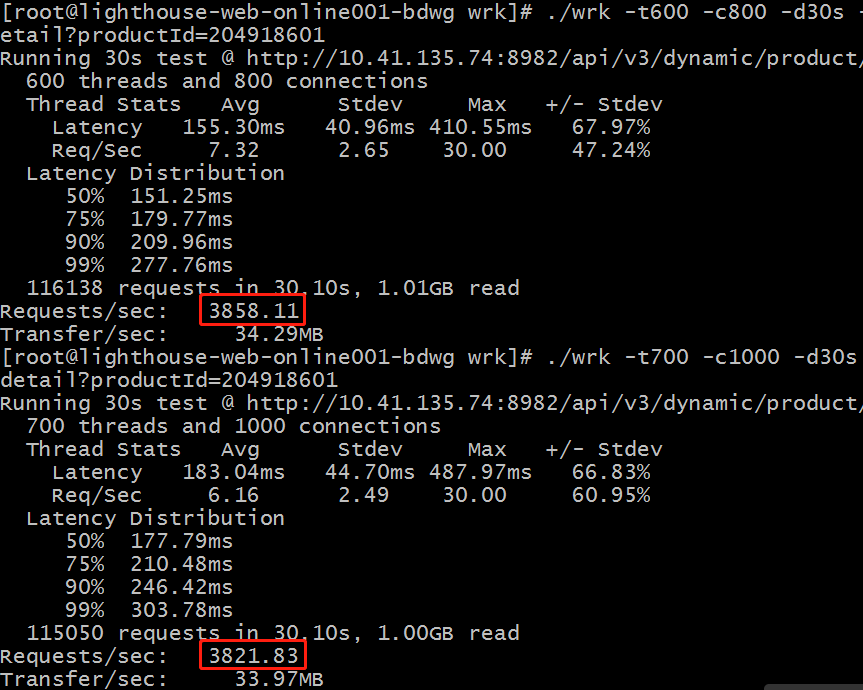 [root@lighthouse-web-online001-bdwg wrk]# ./wrk -t600 -c800 -d30s -
etail?productId=204918601
Running 30s test @ http://10.41.135.74:8982/api/v3/dynamic/product/
600 threads and 800 connections
Thread Stats Avg Stdev Max +/- Stdev
Latency 155.30ms 40.96ms 410.55ms 67.97%
Req/Sec 7.32 2.65 30.00 47.24%
Latency Distribution
50% 151.25ms
75% 179.77ms
90% 209.96ms
99% 277.76ms
116138 requests in 30.10s, 1.01GB read
Requests/sec: 3858.11
Transfer/sec: 34.29MB
[root@lighthouse-web-online001-bdwg wrk]# ./wrk -t700 -c1000 -d30s
detail?productId=204918601
Running 30s test @ http://10.41.135.74:8982/api/v3/dynamic/product/
700 threads and 1000 connections
Thread Stats Avg Stdev Max +/- Stdev
Latency 183.04ms 44.70ms 487.97ms 66.83%
Req/Sec 6.16 2.49 30.00 60.95%
Latency Distribution
50% 177.79ms
75% 210.48ms
90% 246.42ms
99% 303.78ms
115050 requests in 30.10s, 1.00GB read
Requests/sec: 3821.83
Transfer/sec: 33.97MB